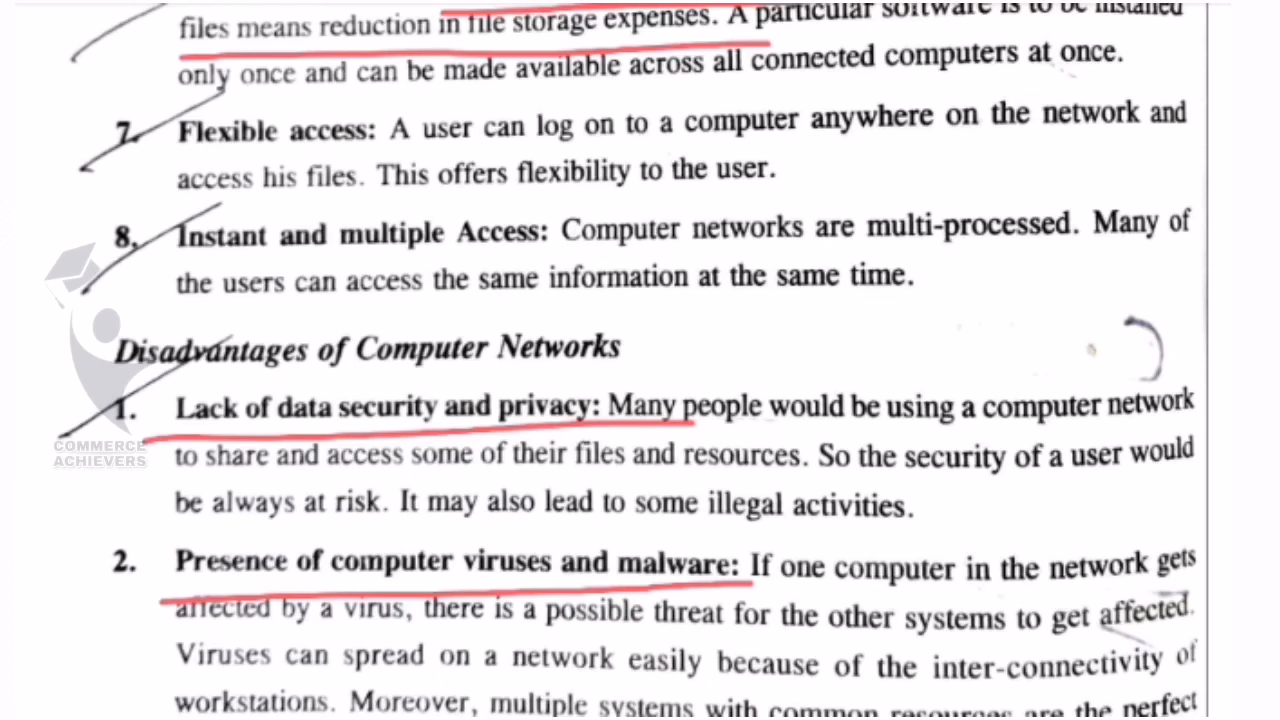 files means reduction in file storage expenses. A particular software is to be installed
only once and can be made available across all connected computers at once.
7. Flexible access: A user can log on to a computer anywhere on the network and
access his files. This offers flexibility to the user.
8. Instant and multiple Access: Computer networks are multi-processed. Many of
the users can access the same information at the same time.
Disadvantages of Computer Networks
1. Lack of data security and privacy: Many people would be using a computer network
to share and access some of their files and resources. So the security of a user would
be always at risk. It may also lead to some illegal activities.
2. Presence of computer viruses and malware: If one computer in the network gets
affected by a virus, there is a possible threat for the other systems to get affected.
Viruses can spread on a network easily because of the inter-connectivity of
workstations. Moreover, multiple systems with common resources are the perfect
COMMERCE
ACHIEVERS